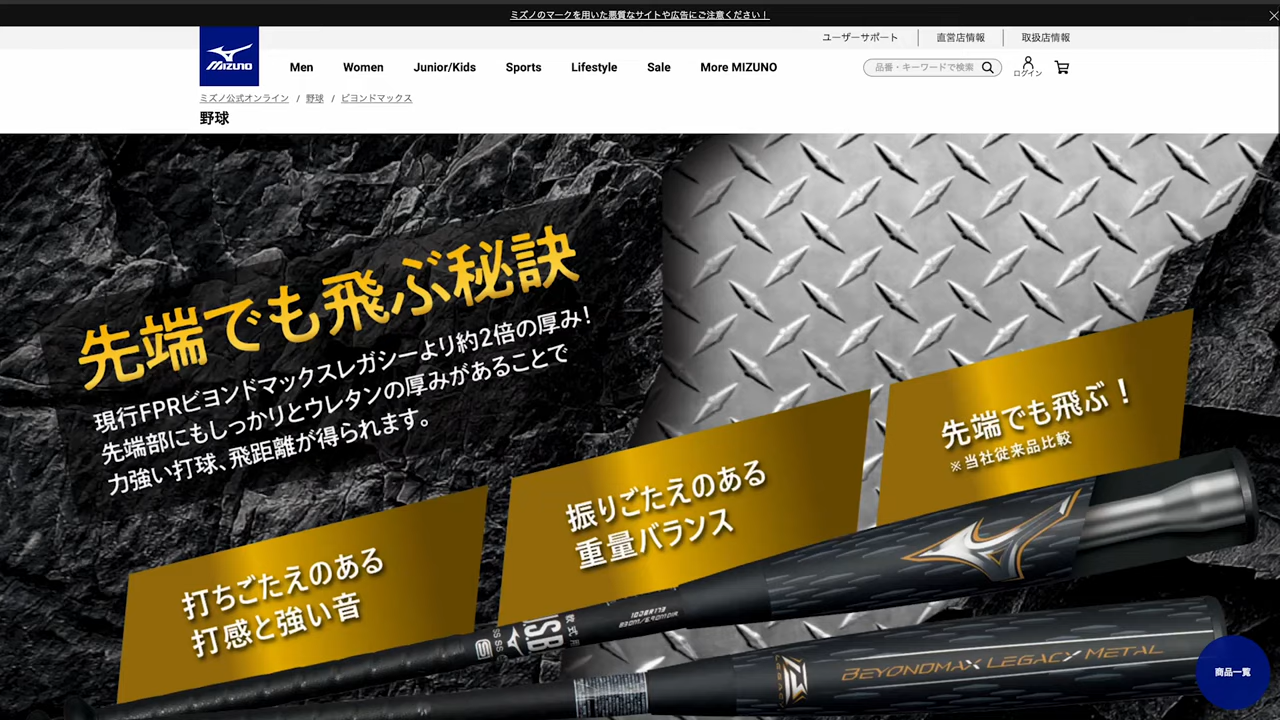 ミズノのマークを用いた悪質なサイトや広告にご注意ください!
ユーザーサポート
直営店情報
取扱店情報
MIZUNO
Men
Women
Junior/Kids
Sports
Lifestyle
Sale
More MIZUNO
品番・キーワードで検索
ログイン
ミズノ公式オンライン / 野球 / ビヨンドマックス
野球
先端でも飛ぶ秘訣
現行FPRビヨンドマックスレガシーより約2倍の厚み!
先端部にもしっかりとウレタンの厚みがあることで
力強い打球、飛距離が得られます。
先端でも飛ぶ!
※当社従来品比較
振りごたえのある
重量バランス
打ちごたえのある
打感と強い音
BEYONDMAX LEGACY METAL
商品一覧